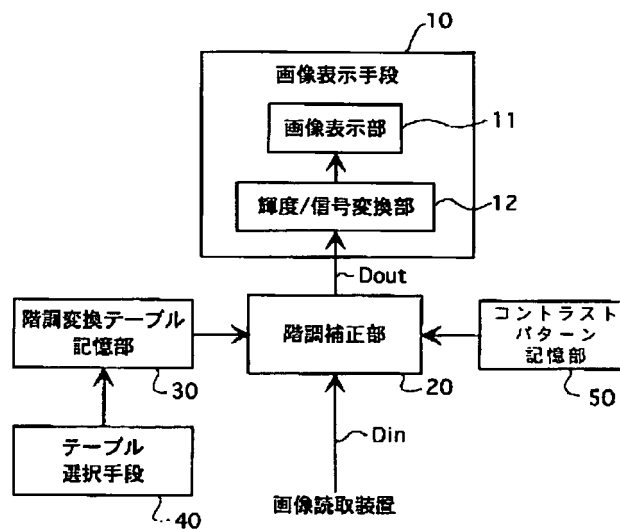 10
画像表示手段
画像表示部
11
輝度/信号変換部
12
Dout
階調変換テーブル
記憶部
30
階調補正部
20
コントラスト
パターン
記憶部
50
テーブル
選択手段
40
Din
画像読取装置